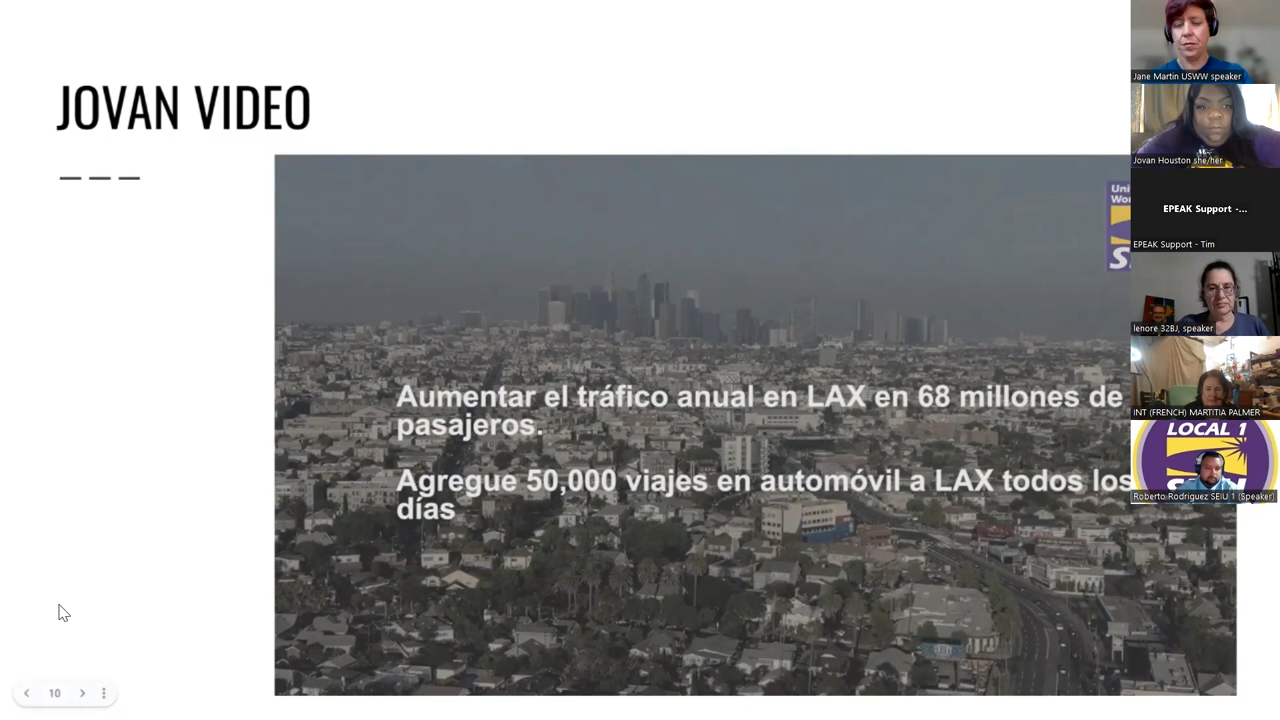 JOVAN VIDEO
Aumentar el tráfico anual en LAX en 68 millones de
pasajeros.
Agregue 50,000 viajes en automóvil a LAX todos los
días
10
Jane Martin USWW speaker
Jovan Houston she/her
EPEAK Support -...
EPEAK Support - Tim
lenore 32BJ, speaker
INT (FRENCH) MARTITIA PALMER
LOCAL 1
Roberto Rodriguez SEIU 1 (Speaker)